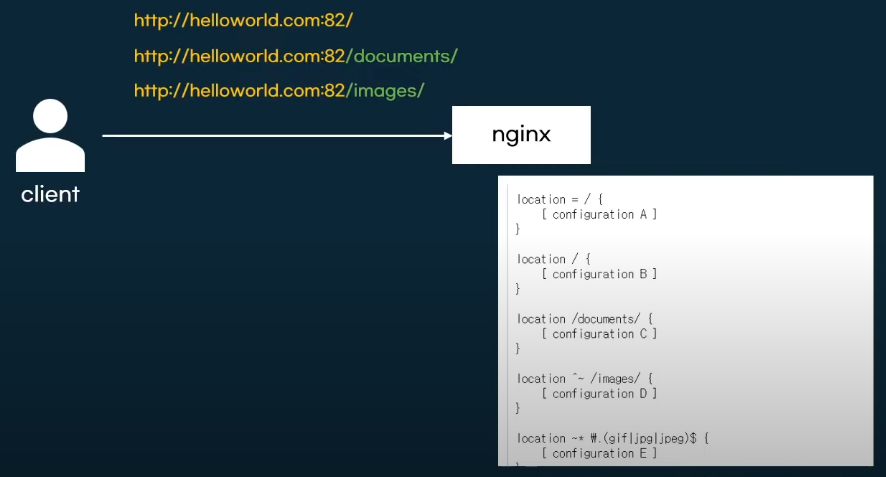 http://helloworld.com:82/
http://helloworld.com:82/documents/
http://helloworld.com:82/images/
nginx
client
location = / {
    [ configuration A ]
}
location / {
    [ configuration B ]
}
location /documents/ {
    [ configuration C ]
}
location ^~ /images/ {
    [ configuration D ]
}
location ~* ₩.(gif|jpg|jpeg)$ {
    [ configuration E ]
}